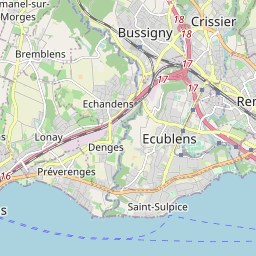 manel-sur-
Morges
Crissier
18
Bussigny
18
Bremblens
17
17
17
Echandens
Ren
Lonay
Ecublens
Denges
16
Préverenges
s
Saint-Sulpice